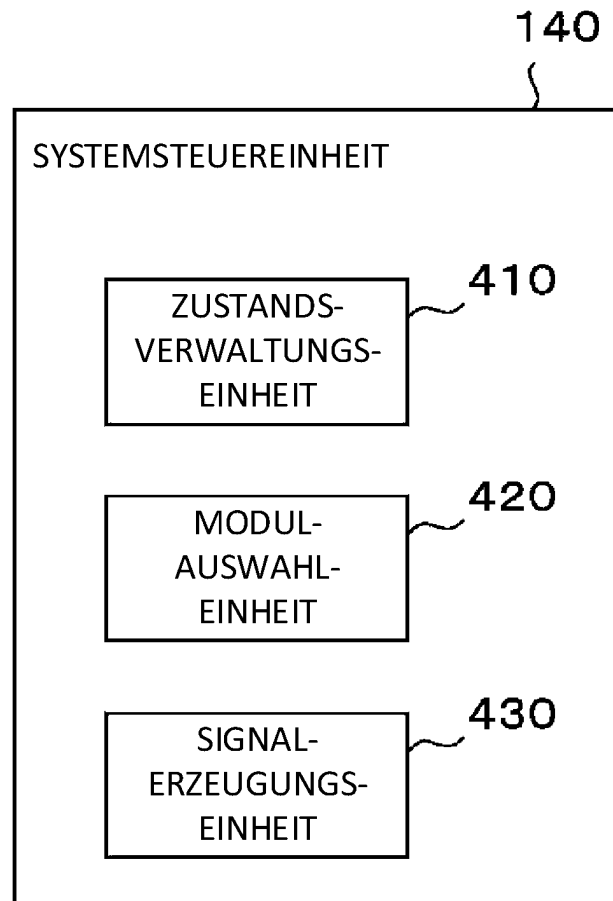 140
SYSTEMSTEUEREINHEIT
410
ZUSTANDS-
VERWALTUNGS-
EINHEIT
420
MODUL-
AUSWAHL-
EINHEIT
430
SIGNAL-
ERZEUGUNGS-
EINHEIT